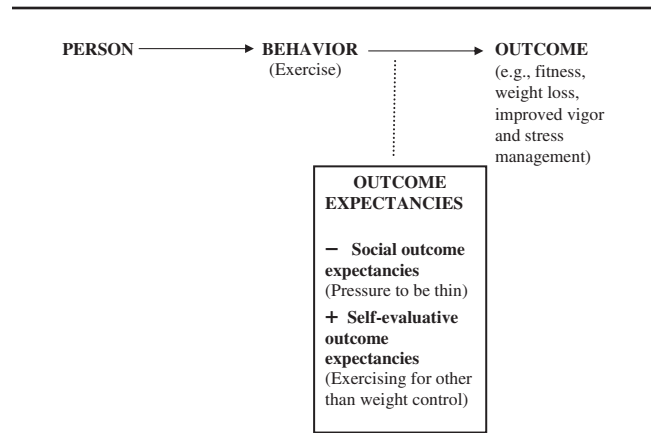 PERSON BEHAVIOR OUTCOME
(Exercise) (e.g., fitness,
weight loss,
improved vigor
and stress
management)
OUTCOME
EXPECTANCIES
− Social outcome
expectancies
(Pressure to be thin)
+ Self-evaluative
outcome
expectancies
(Exercising for other
than weight control)